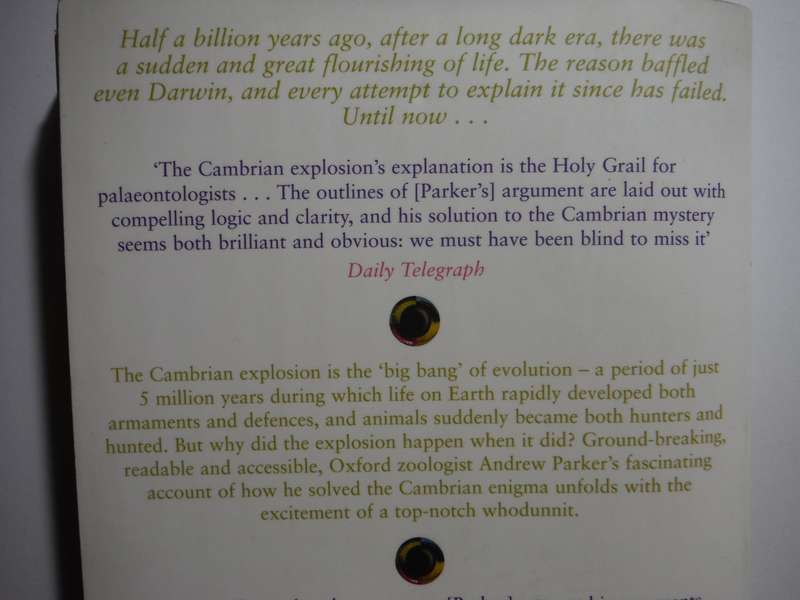 Half a billion years ago, after a long dark era, there was
a sudden and great flourishing of life. The reason baffled
even Darwin, and every attempt to explain it since has failed.
Until now . . .
‘The Cambrian explosion’s explanation is the Holy Grail for
palaeontologists . . . The outlines of [Parker’s] argument are laid out with
compelling logic and clarity, and his solution to the Cambrian mystery
seems both brilliant and obvious: we must have been blind to miss it’
Daily Telegraph
The Cambrian explosion is the ‘big bang’ of evolution – a period of just
5 million years during which life on Earth rapidly developed both
armaments and defences, and animals suddenly became both hunters and
hunted. But why did the explosion happen when it did? Ground-breaking,
readable and accessible, Oxford zoologist Andrew Parker’s fascinating
account of how he solved the Cambrian enigma unfolds with the
excitement of a top-notch whodunnit.